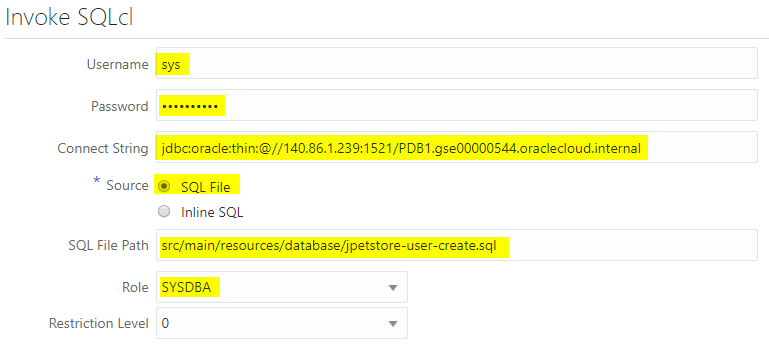 Invoke SQLcl
Username sys
Password ••••••••••
Connect String jdbc:oracle:thin:@//140.86.1.239:1521/PDB1.gse00000544.oraclecloud.internal
* Source SQL File
Inline SQL
SQL File Path src/main/resources/database/jpetstore-user-create.sql
Role SYSDBA
Restriction Level 0